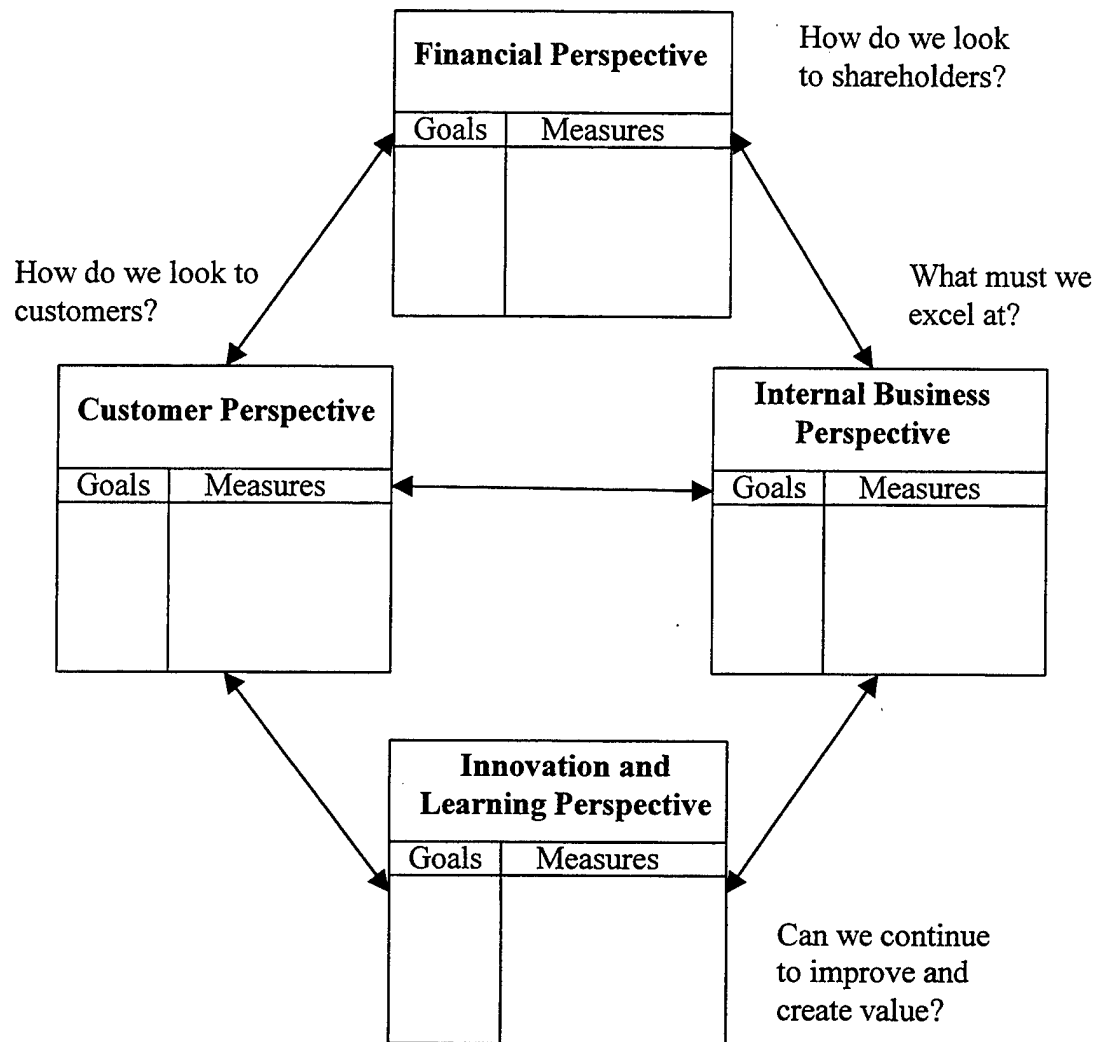 Financial Perspective
How do we look
to shareholders?
Goals Measures
How do we look to
customers?
What must we
excel at?
Customer Perspective
Goals Measures
Internal Business
Perspective
Goals Measures
Innovation and
Learning Perspective
Goals Measures
Can we continue
to improve and
create value?